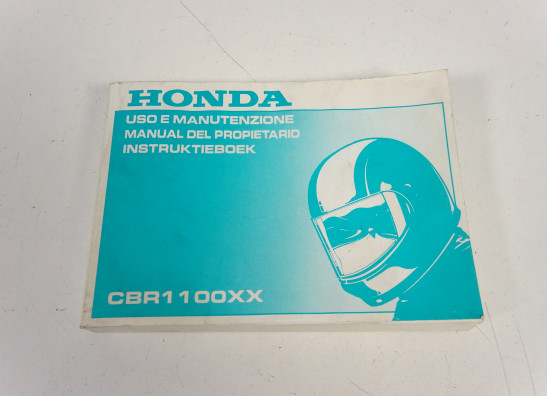 HONDA
USO E MANUTENZIONE
MANUAL DEL PROPIETARIO
INSTRUKTIEBOEK
CBR1100XX